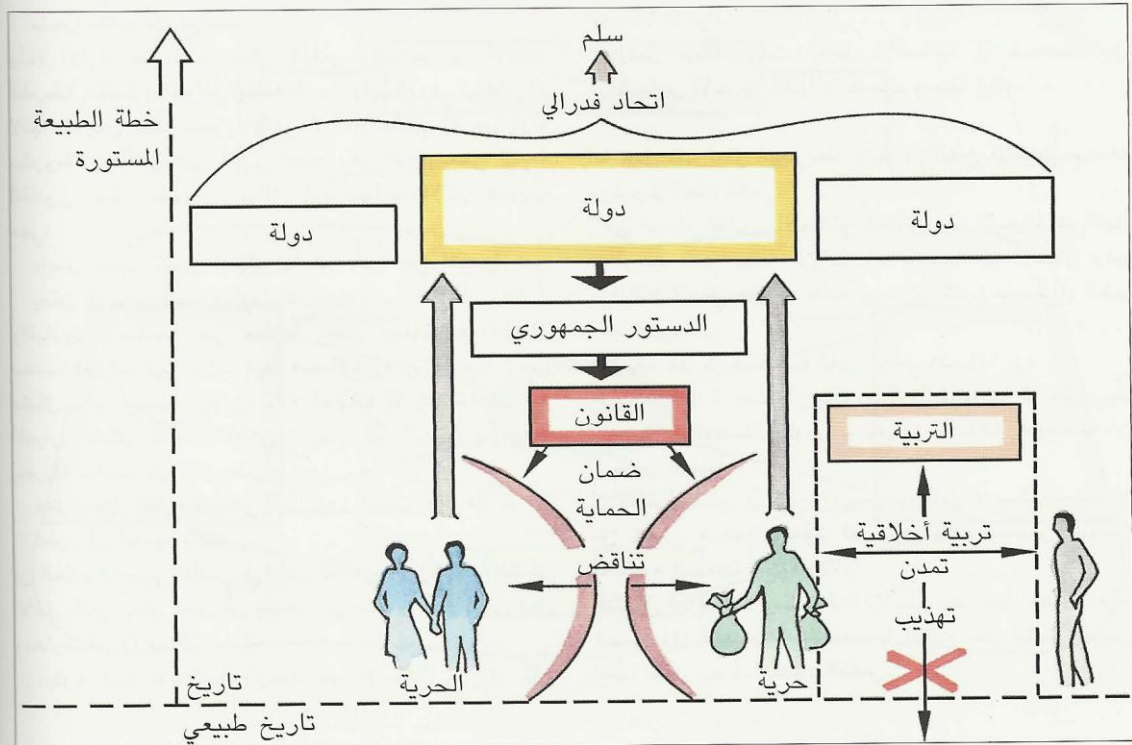 سلم
اتحاد فدرالي
خطة الطبيعة
المستورة
دولة
دولة
دولة
الدستور الجمهوري
القانون
التربية
ضمان
الحماية
تناقض
تربية أخلاقية
تمدن
تهذيب
حرية
الحرية
تاريخ
تاريخ طبيعي